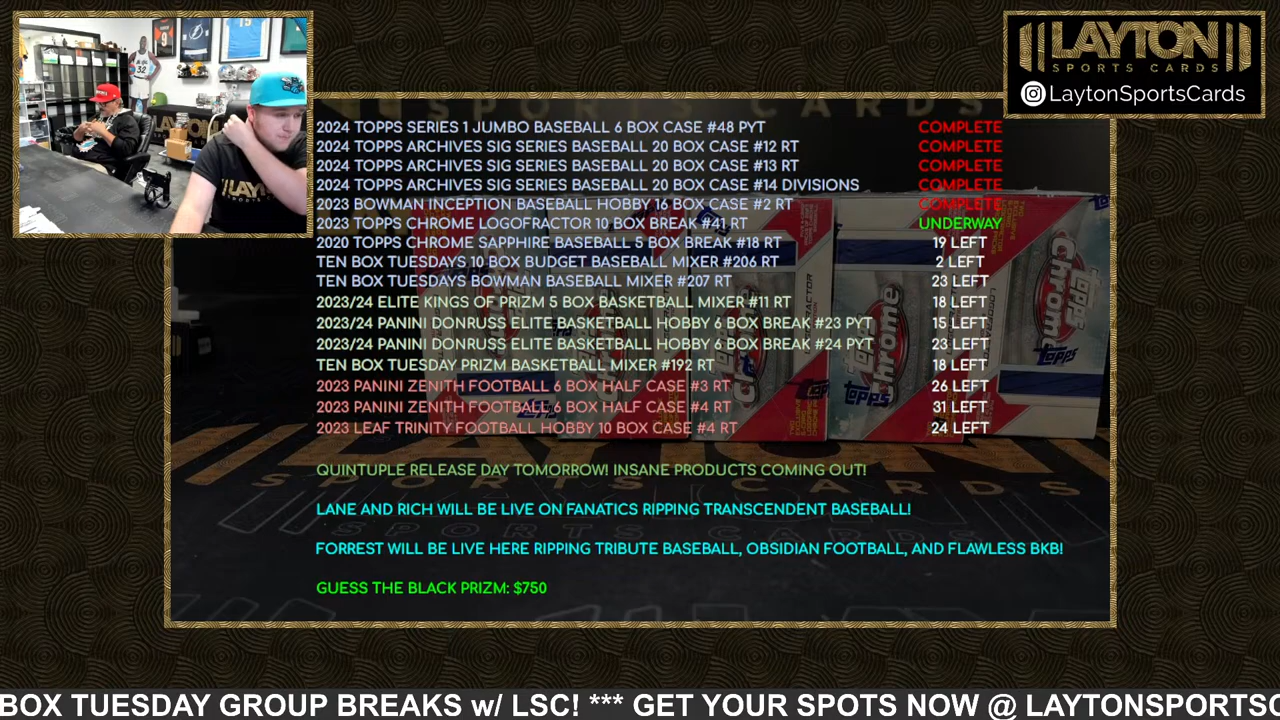 LAYTON
SPORTS CARDS
LaytonSportsCards
SPORTS CARDS
2024 TOPPS SERIES 1 JUMBO BASEBALL 6 BOX CASE #48 PYT COMPLETE
2024 TOPPS ARCHIVES SIG SERIES BASEBALL 20 BOX CASE #12 RT COMPLETE
2024 TOPPS ARCHIVES SIG SERIES BASEBALL 20 BOX CASE #13 RT COMPLETE
2024 TOPPS ARCHIVES SIG SERIES BASEBALL 20 BOX CASE #14 DIVISIONS COMPLETE
2023 BOWMAN INCEPTION BASEBALL HOBBY 16 BOX CASE #2 RT COMPLETE
2023 TOPPS CHROME LOGOFRACTOR 10 BOX BREAK #41 RT UNDERWAY
2020 TOPPS CHROME SAPPHIRE BASEBALL 5 BOX BREAK #18 RT 19 LEFT
TEN BOX TUESDAYS 10 BOX BUDGET BASEBALL MIXER #206 RT 2 LEFT
TEN BOX TUESDAYS BOWMAN BASEBALL MIXER #207 RT 23 LEFT
2023/24 ELITE KINGS OF PRIZM 5 BOX BASKETBALL MIXER #11 RT 18 LEFT
2023/24 PANINI DONRUSS ELITE BASKETBALL HOBBY 6 BOX BREAK #23 PYT 15 LEFT
2023/24 PANINI DONRUSS ELITE BASKETBALL HOBBY 6 BOX BREAK #24 PYT 23 LEFT
TEN BOX TUESDAY PRIZM BASKETBALL MIXER #192 RT 18 LEFT
2023 PANINI ZENITH FOOTBALL 6 BOX HALF CASE #3 RT 26 LEFT
2023 PANINI ZENITH FOOTBALL 6 BOX HALF CASE #4 RT 31 LEFT
2023 LEAF TRINITY FOOTBALL HOBBY 10 BOX CASE #4 RT 24 LEFT
QUINTUPLE RELEASE DAY TOMORROW! INSANE PRODUCTS COMING OUT!
LANE AND RICH WILL BE LIVE ON FANATICS RIPPING TRANSCENDENT BASEBALL!
FORREST WILL BE LIVE HERE RIPPING TRIBUTE BASEBALL, OBSIDIAN FOOTBALL, AND FLAWLESS BKB!
GUESS THE BLACK PRIZM: $750
BOX TUESDAY GROUP BREAKS w/ LSC! *** GET YOUR SPOTS NOW @ LAYTONSPORTSC